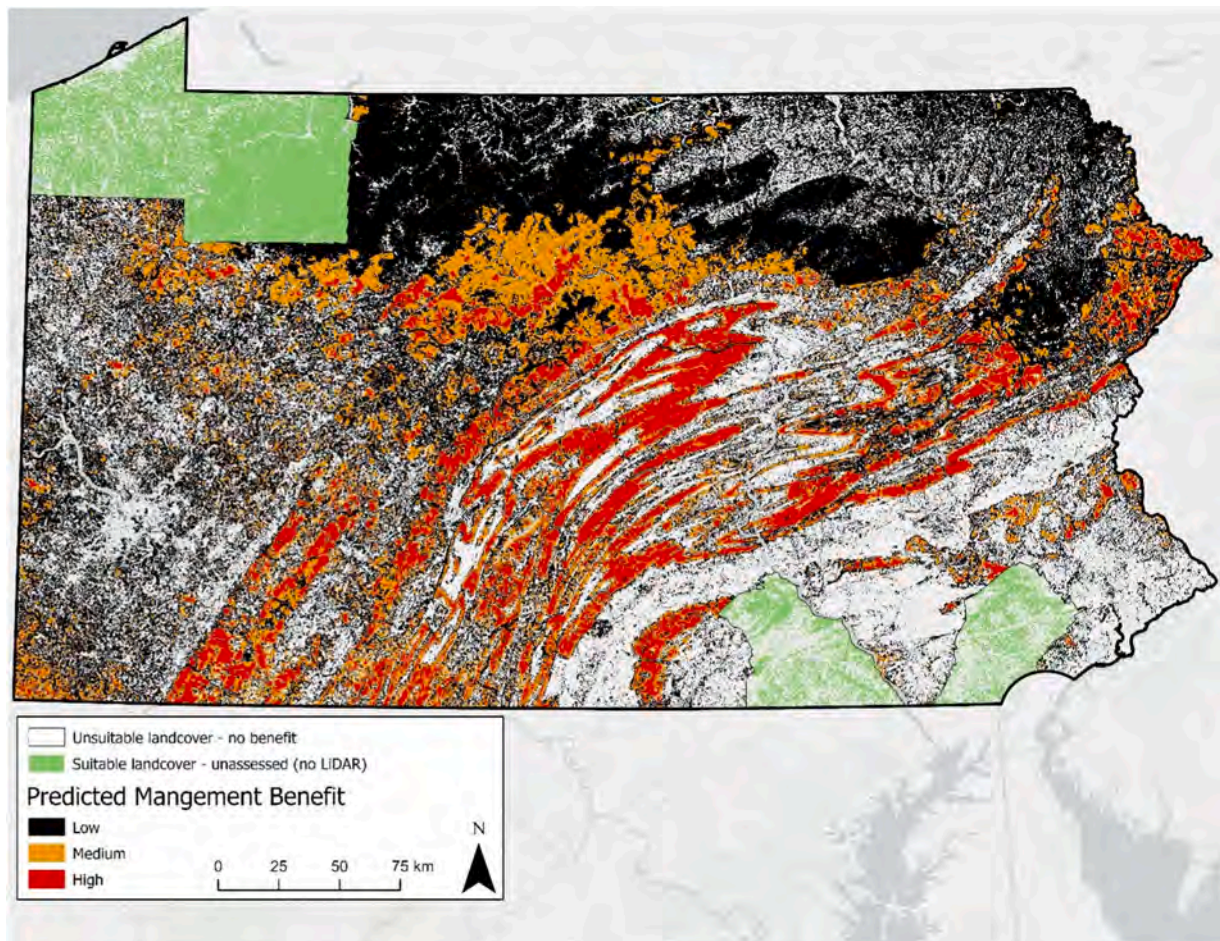 Unsuitable landcover - no benefit
Suitable landcover - unassessed (no LiDAR)
Predicted Mangement Benefit
Low
Medium
High
0 25 50 75 km
N